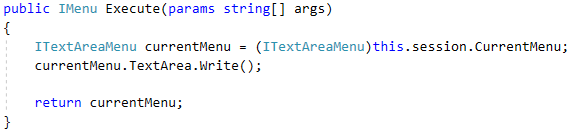 public IMenu Execute(params string[] args)
{
    ITextAreaMenu currentMenu = (ITextAreaMenu)this.session.CurrentMenu;
    currentMenu.TextArea.Write();

    return currentMenu;
}